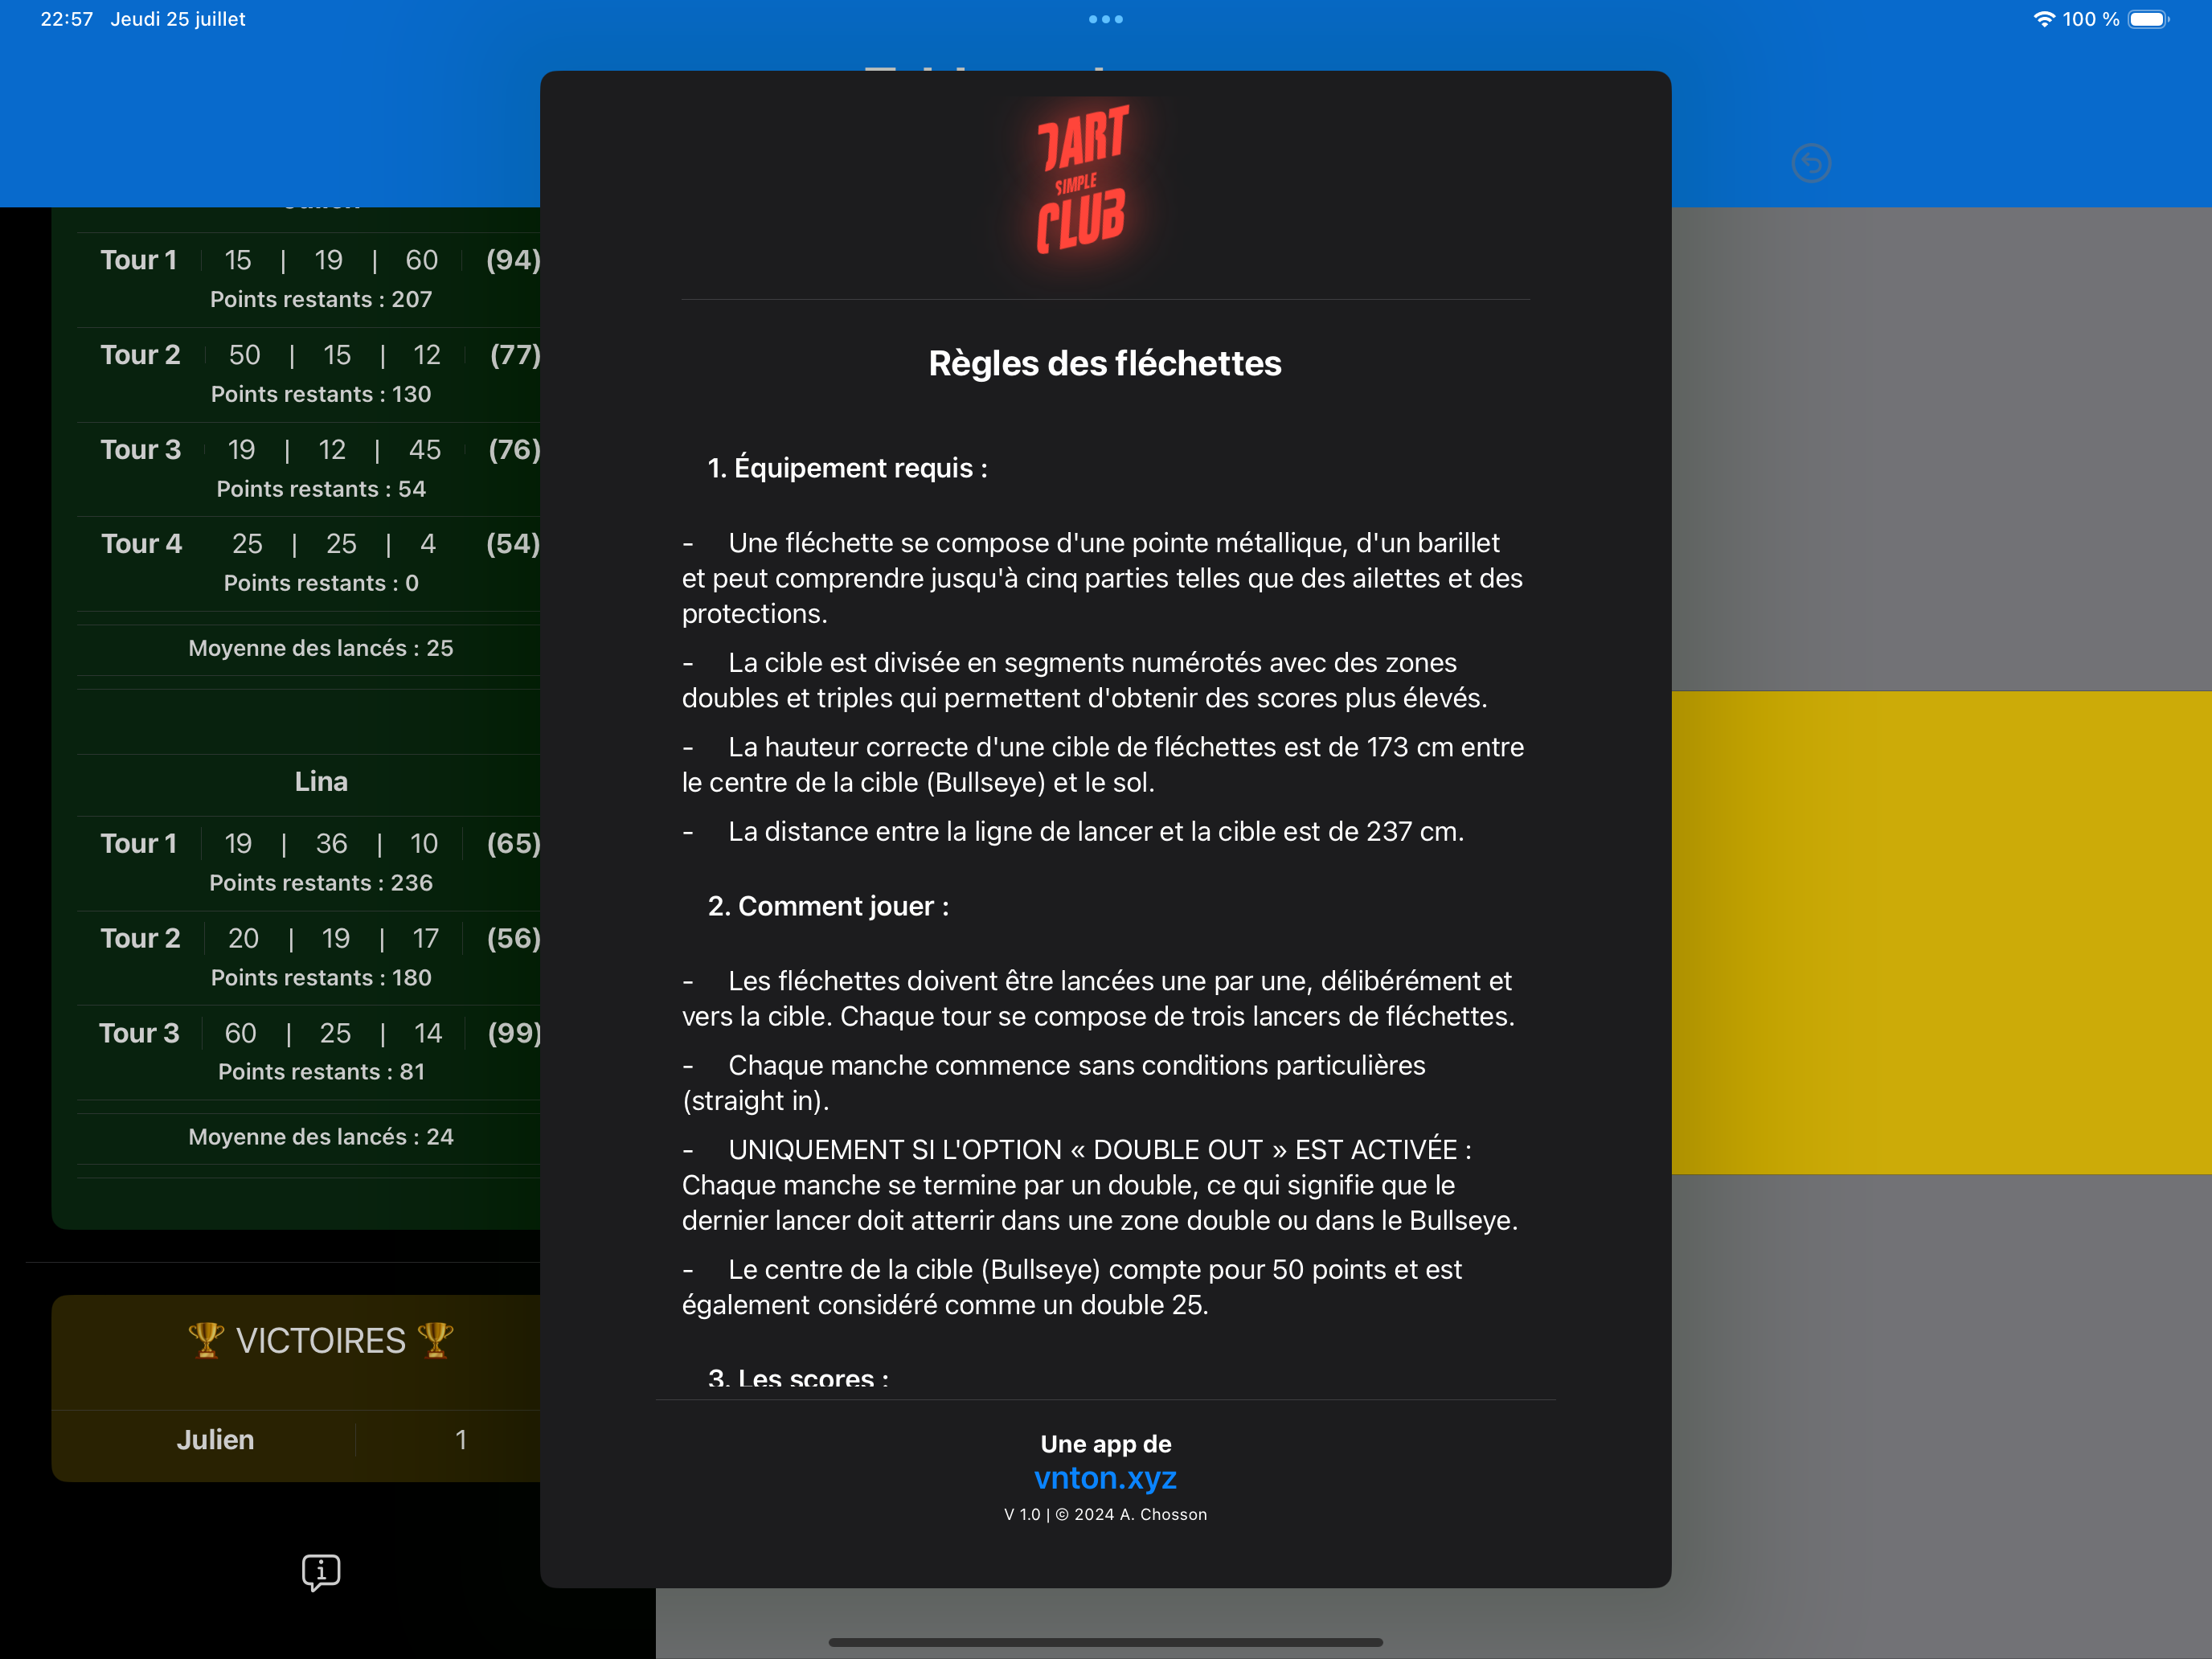 22:57 Jeudi 25 juillet
100 %
Tour 1 | 15 | 19 | 60 | (94)
Points restants : 207
Tour 2 | 50 | 15 | 12 | (77)
Points restants : 130
Tour 3 | 19 | 12 | 45 | (76)
Points restants : 54
Tour 4 25 | 25 | 4 (54)
Points restants : 0
Moyenne des lancés : 25
Lina
Tour 1 | 19 | 36 | 10 | (65)
Points restants : 236
Tour 2 | 20 | 19 | 17 | (56)
Points restants : 180
Tour 3 | 60 | 25 | 14 | (99)
Points restants : 81
Moyenne des lancés : 24
🏆 VICTOIRES 🏆
Julien | 1
DART
SIMPLE
CLUB
Règles des fléchettes
1. Équipement requis :
- Une fléchette se compose d'une pointe métallique, d'un barillet
et peut comprendre jusqu'à cinq parties telles que des ailettes et des
protections.
- La cible est divisée en segments numérotés avec des zones
doubles et triples qui permettent d'obtenir des scores plus élevés.
- La hauteur correcte d'une cible de fléchettes est de 173 cm entre
le centre de la cible (Bullseye) et le sol.
- La distance entre la ligne de lancer et la cible est de 237 cm.
2. Comment jouer :
- Les fléchettes doivent être lancées une par une, délibérément et
vers la cible. Chaque tour se compose de trois lancers de fléchettes.
- Chaque manche commence sans conditions particulières
(straight in).
- UNIQUEMENT SI L'OPTION « DOUBLE OUT » EST ACTIVÉE :
Chaque manche se termine par un double, ce qui signifie que le
dernier lancer doit atterrir dans une zone double ou dans le Bullseye.
- Le centre de la cible (Bullseye) compte pour 50 points et est
également considéré comme un double 25.
3. Les scores :
Une app de
vnton.xyz
V 1.0 | © 2024 A. Chosson